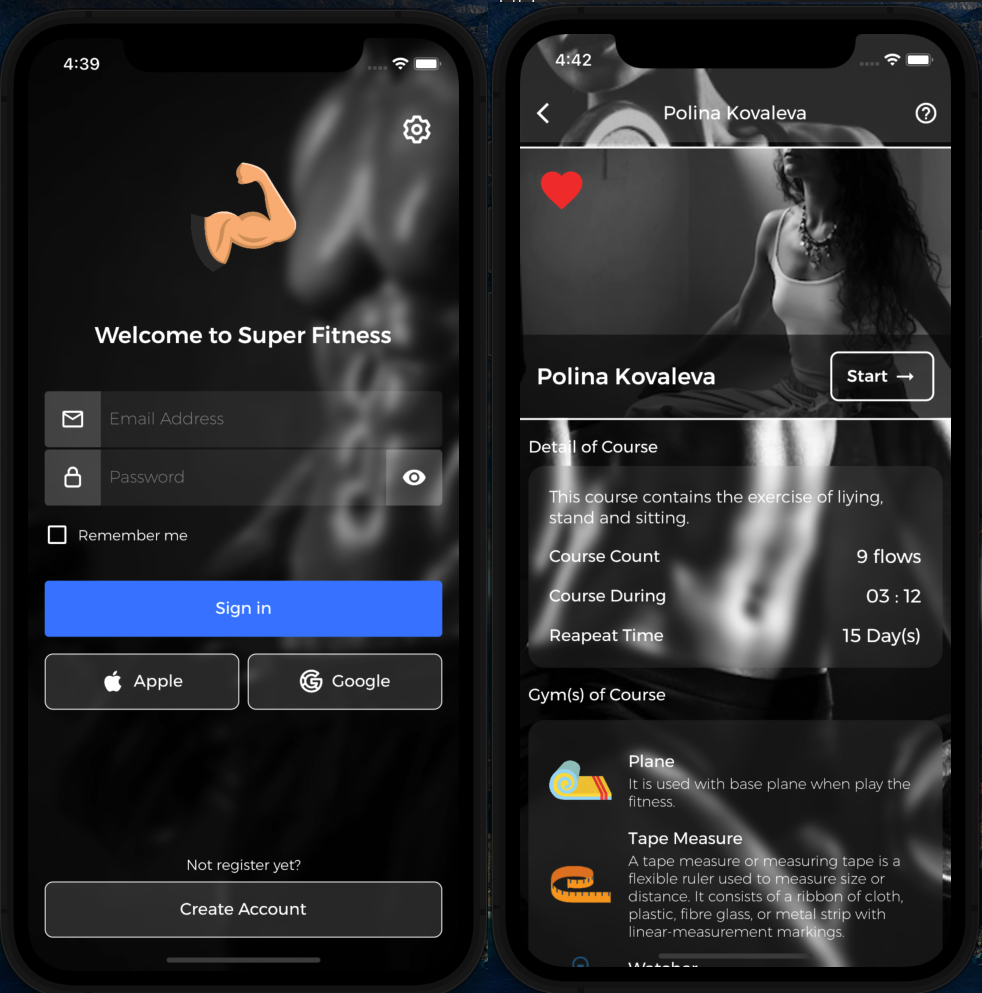 4:39
Welcome to Super Fitness
Email Address
Password
Remember me
Sign in
Apple
Google
Not register yet?
Create Account
4:42
Polina Kovaleva
Polina Kovaleva
Start →
Detail of Course
This course contains the exercise of liying,
stand and sitting.
Course Count
9 flows
Course During
03 : 12
Reapeat Time
15 Day(s)
Gym(s) of Course
Plane
It is used with base plane when play the
fitness.
Tape Measure
A tape measure or measuring tape is a
flexible ruler used to measure size or
distance. It consists of a ribbon of cloth,
plastic, fibre glass, or metal strip with
linear-measurement markings.